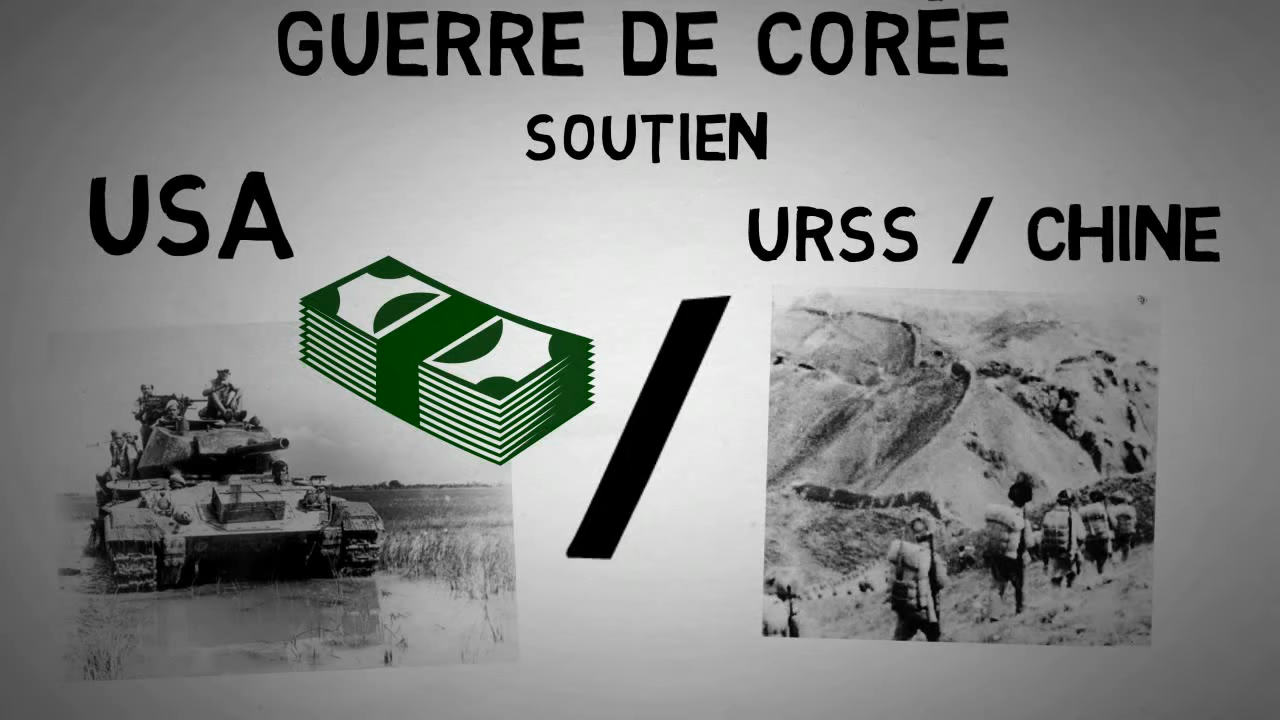 GUERRE DE CORÉE
SOUTIEN
USA
URSS / CHINE
/